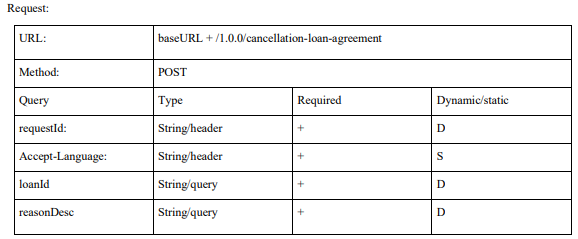 Request:
URL: baseURL + /1.0.0/cancellation-loan-agreement
Method: POST
Query Type Required Dynamic/static
requestId: String/header + D
Accept-Language: String/header + S
loanId String/query + D
reasonDesc String/query + D